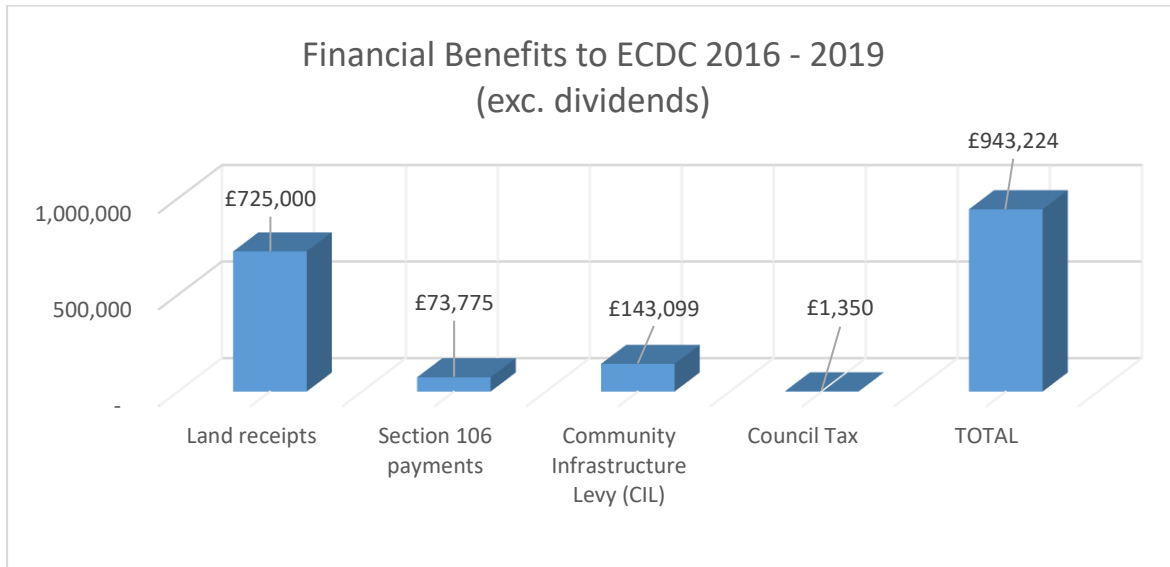 Financial Benefits to ECDC 2016 - 2019
(exc. dividends)
£943,224
£725,000
1,000,000
£73,775
£143,099
£1,350
500,000
-
Land receipts
Section 106
payments
Community
Infrastructure
Levy (CIL)
Council Tax
TOTAL